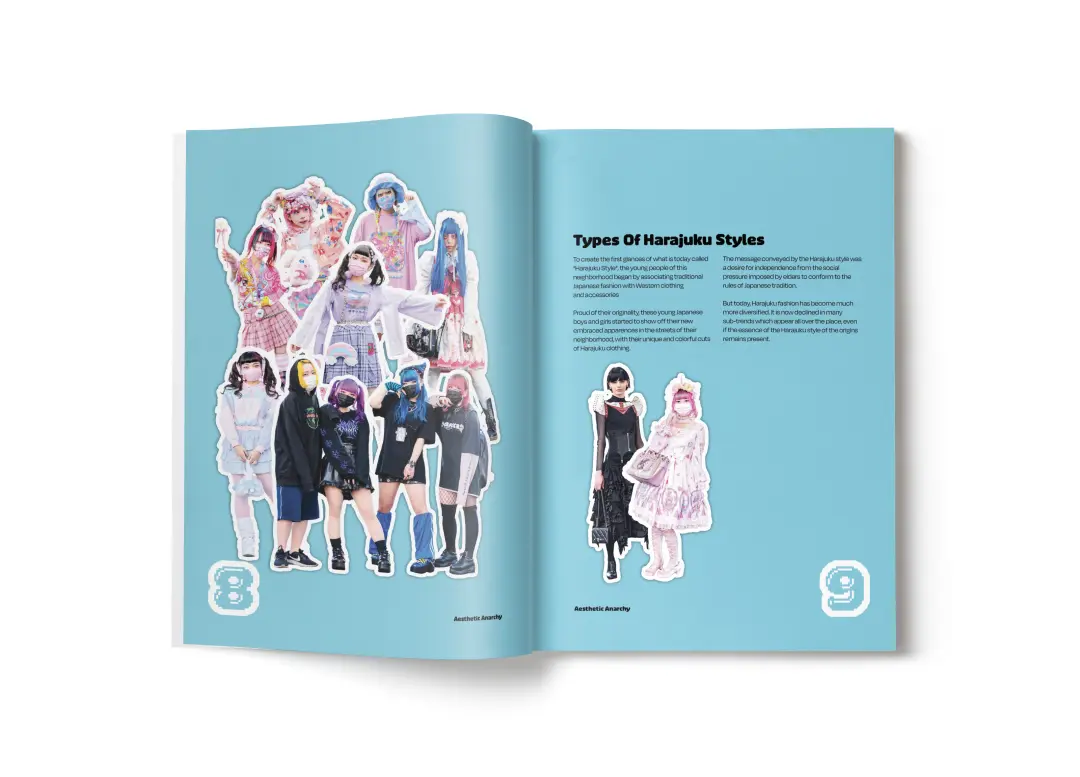 8
Aesthetic Anarchy
Types Of Harajuku Styles
To create the first glances of what is today called
"Harajuku Style", the young people of this
neighborhood began by associating traditional
Japanese fashion with Western clothing
and accessories
Proud of their originality, these young Japanese
boys and girls started to show off their new
embraced apparences in the streets of their
neighborhood, with their unique and colorful cuts
of Harajuku clothing.
The message conveyed by the Harajuku style was
a desire for independence from the social
pressure imposed by elders to conform to the
rules of Japanese tradition.
But today, Harajuku fashion has become much
more diversified. It is now declined in many
sub-trends which appear all over the place, even
if the essence of the Harajuku style of the origins
remains present.
Aesthetic Anarchy
9